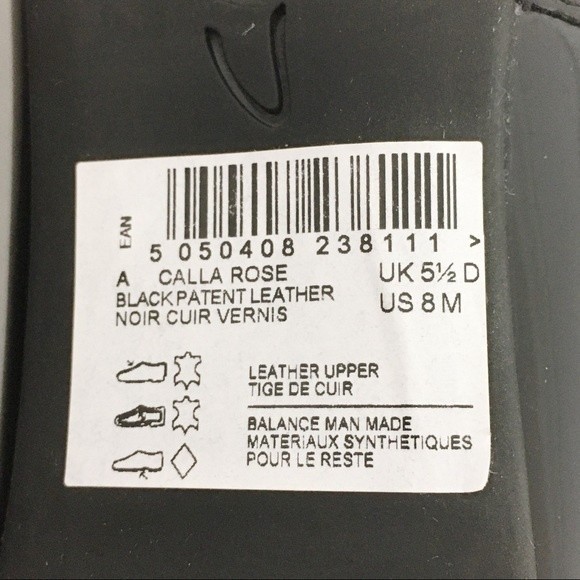 EAN
5 050408 238111 >
A CALLA ROSE UK 5½ D
BLACK PATENT LEATHER US 8 M
NOIR CUIR VERNIS
LEATHER UPPER
TIGE DE CUIR
BALANCE MAN MADE
MATERIAUX SYNTHETIQUES
POUR LE RESTE